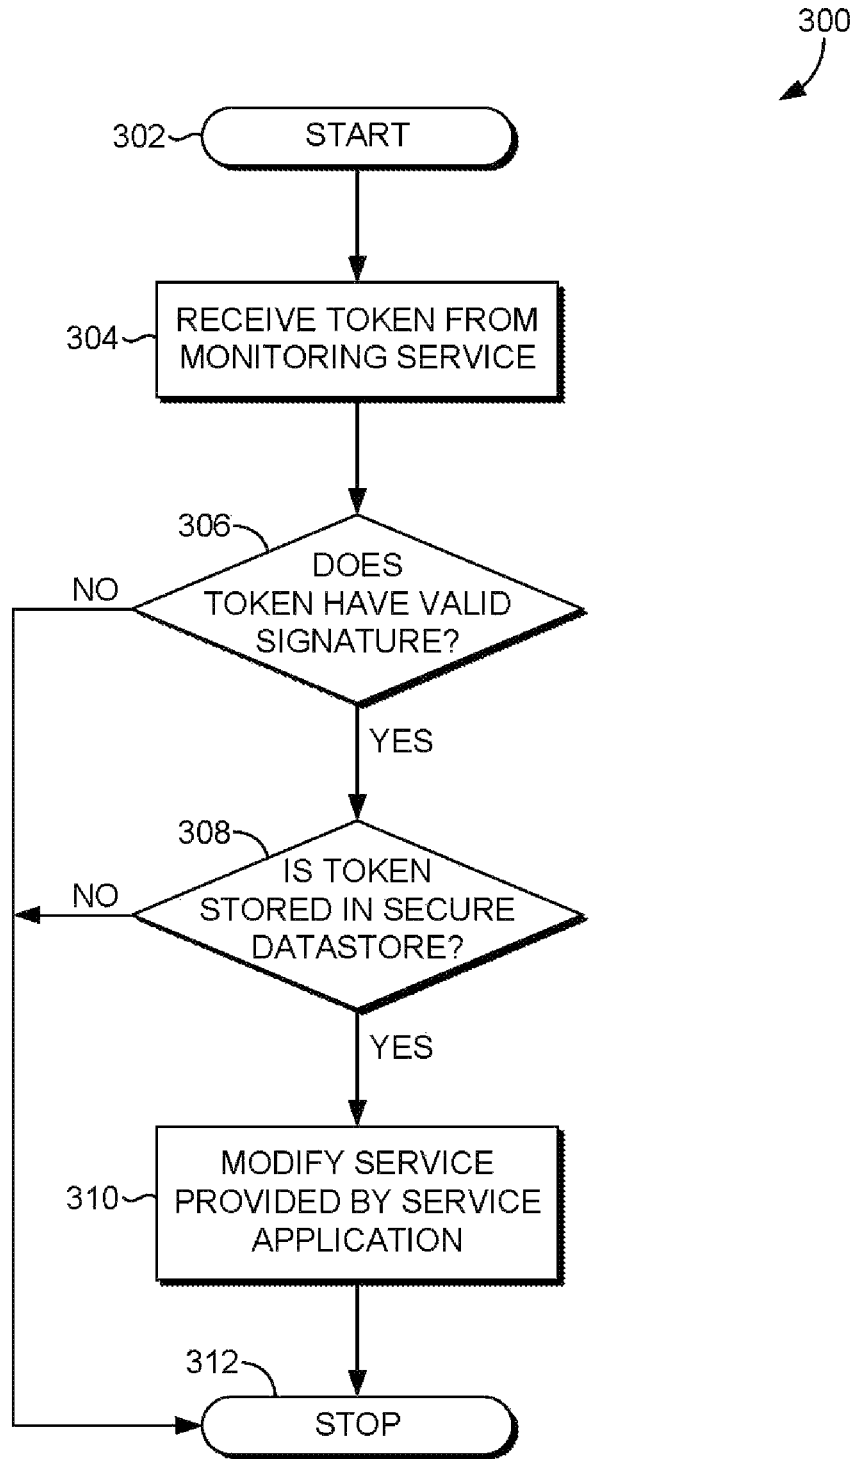 300
302
START
304
RECEIVE TOKEN FROM
MONITORING SERVICE
306
DOES
TOKEN HAVE VALID
SIGNATURE?
NO
YES
308
IS TOKEN
STORED IN SECURE
DATASTORE?
NO
YES
310
MODIFY SERVICE
PROVIDED BY SERVICE
APPLICATION
312
STOP